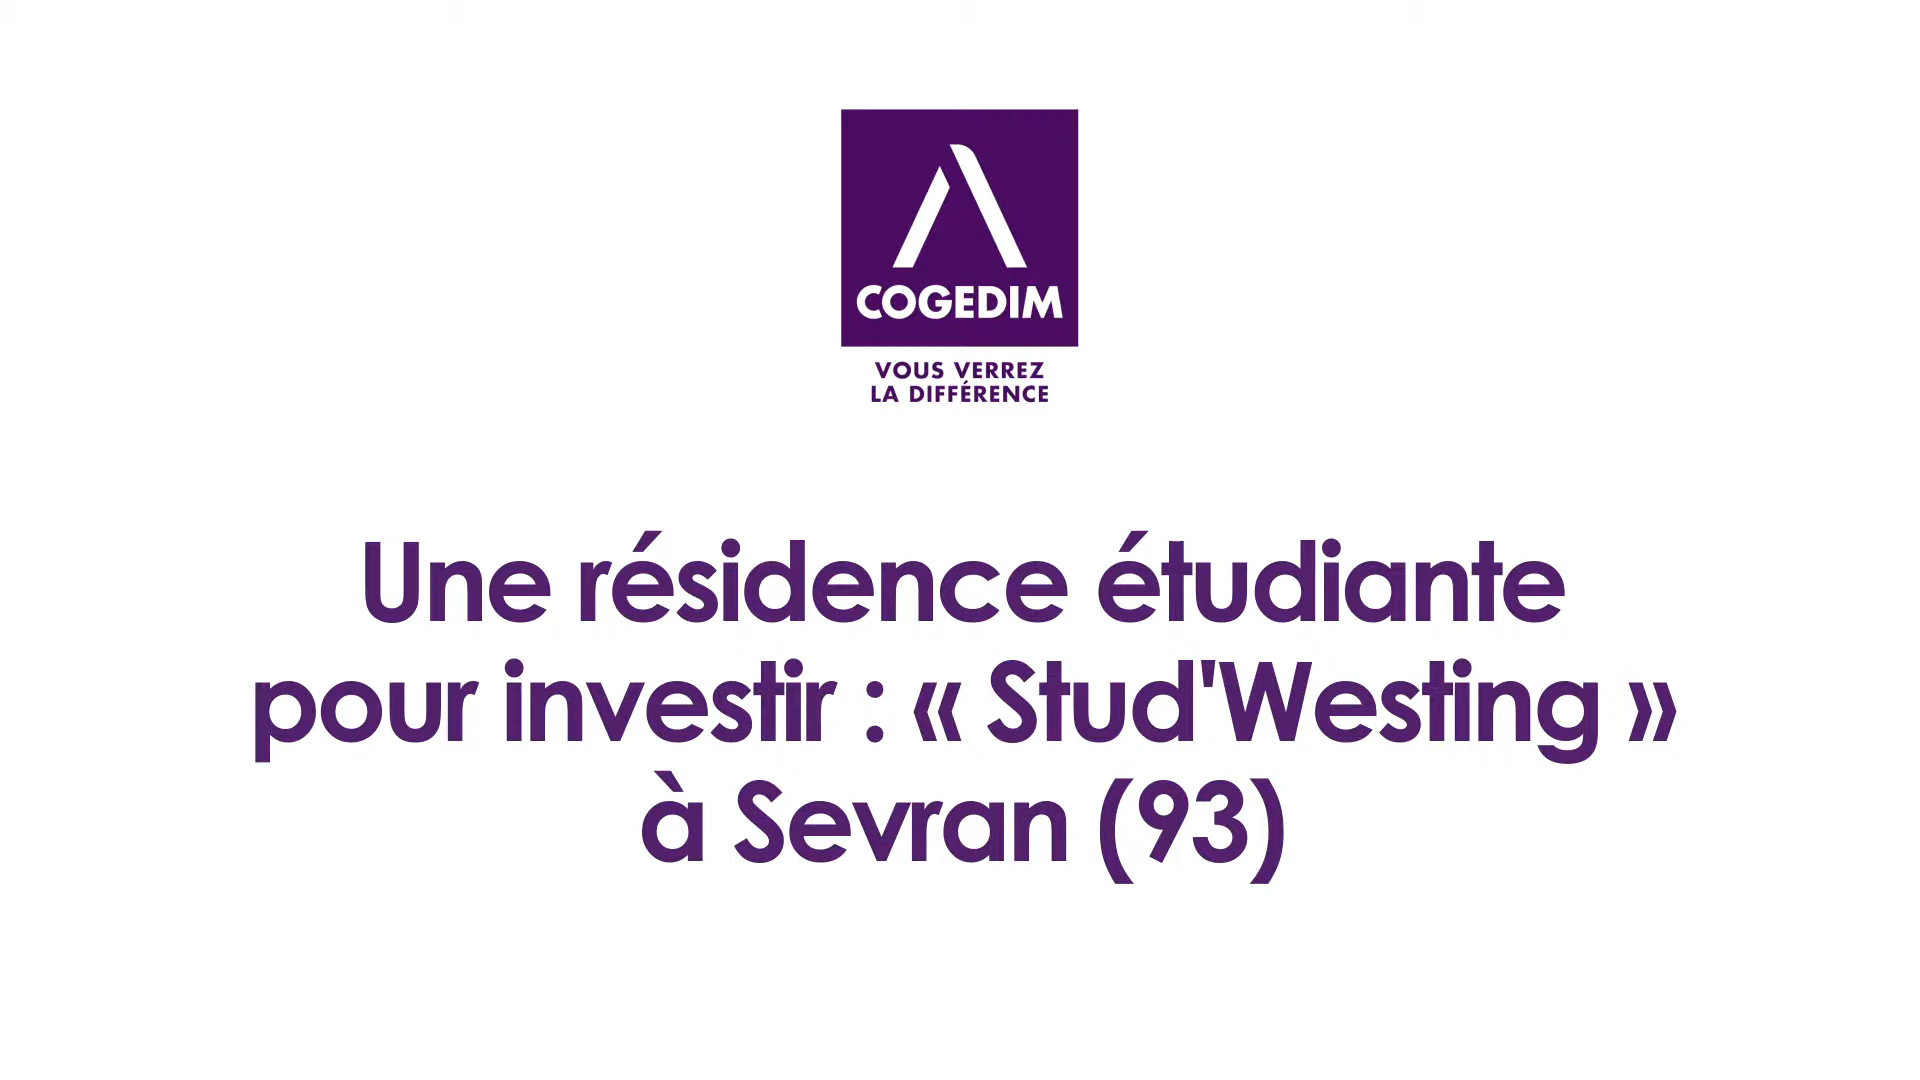 COGEDIM
VOUS VERREZ
LA DIFFÉRENCE
Une résidence étudiante
pour investir : « Stud'Westing »
à Sevran (93)